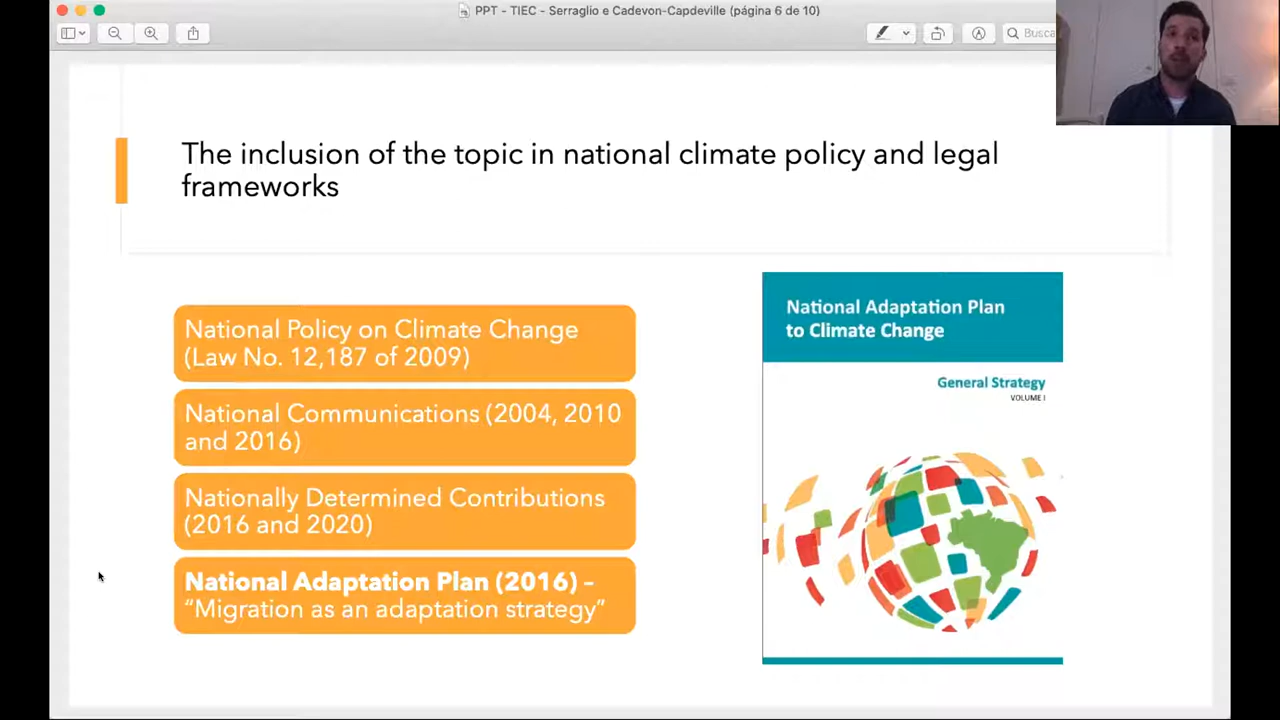 PPT - TIEC - Serraglio e Cadevon-Capdeville (página 6 de 10)
Busca
The inclusion of the topic in national climate policy and legal
frameworks
National Policy on Climate Change
(Law No. 12,187 of 2009)
National Communications (2004, 2010
and 2016)
Nationally Determined Contributions
(2016 and 2020)
National Adaptation Plan (2016) –
“Migration as an adaptation strategy”
National Adaptation Plan
to Climate Change
General Strategy
VOLUME I